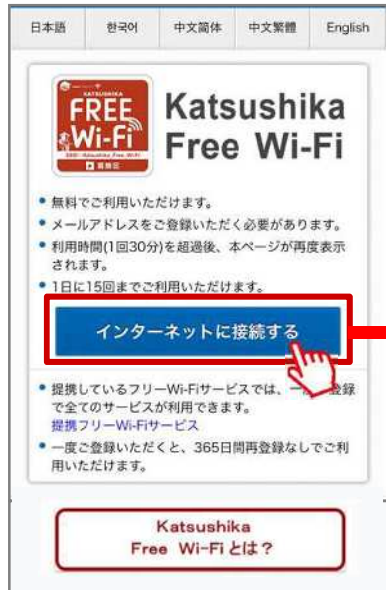 日本語 한국어 中文简体 中文繁體 English
FREE
Wi-Fi
葛飾区
Katsushika
Free Wi-Fi
無料でご利用いただけます。
メールアドレスをご登録いただく必要があります。
利用時間(1回30分)を超過後、本ページが再度表示
されます。
1日に15回までご利用いただけます。
インターネットに接続する
提携しているフリーWi-Fiサービスでは、一 登録
で全てのサービスが利用できます。
提携フリーWi-Fiサービス
一度ご登録いただくと、365日間再登録なしでご利
用いただけます。
Katsushika
Free Wi-Fiとは？